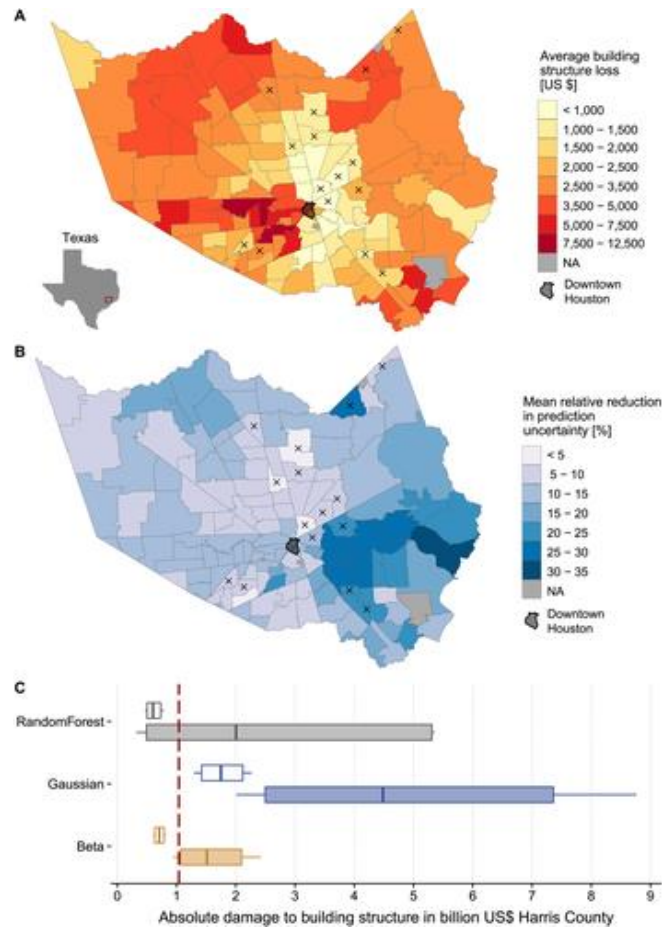 A
Average building
structure loss
[US $]
< 1,000
1,000 – 1,500
1,500 – 2,000
2,000 – 2,500
2,500 – 3,500
3,500 – 5,000
5,000 – 7,500
7,500 – 12,500
NA
Downtown
Houston
Texas
B
Mean relative reduction
in prediction
uncertainty [%]
< 5
5 – 10
10 – 15
15 – 20
20 – 25
25 – 30
30 – 35
NA
Downtown
Houston
C
RandomForest
Gaussian
Beta
0 1 2 3 4 5 6 7 8 9
Absolute damage to building structure in billion US$ Harris County